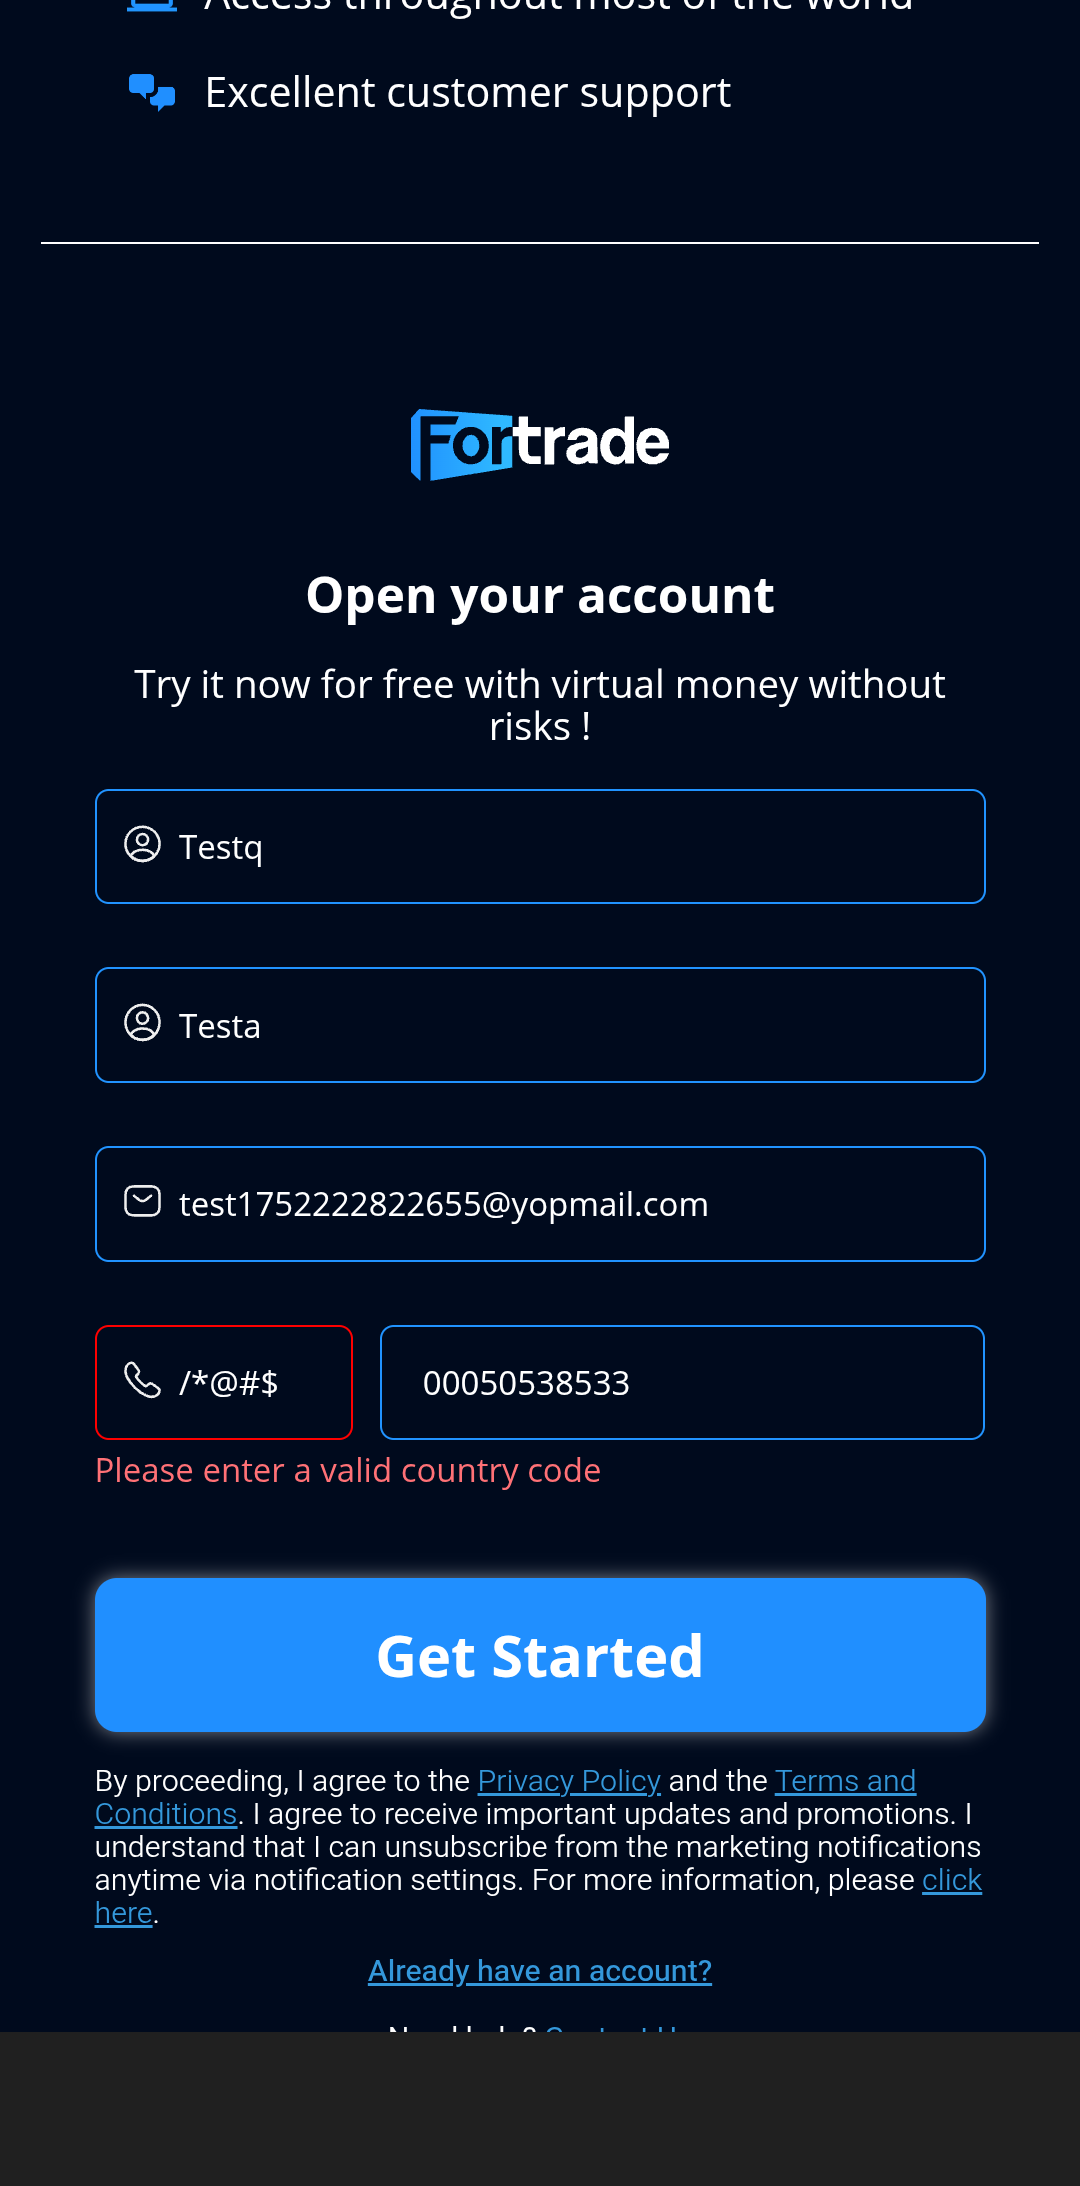 Access throughout most of the world
Excellent customer support
Fortrade
Open your account
Try it now for free with virtual money without
risks !
Testq
Testa
test1752222822655@yopmail.com
/*@#$ 00050538533
Please enter a valid country code
Get Started
By proceeding, I agree to the Privacy Policy and the Terms and
Conditions. I agree to receive important updates and promotions. I
understand that I can unsubscribe from the marketing notifications
anytime via notification settings. For more information, please click
here.
Already have an account?
Need help? Contact Us